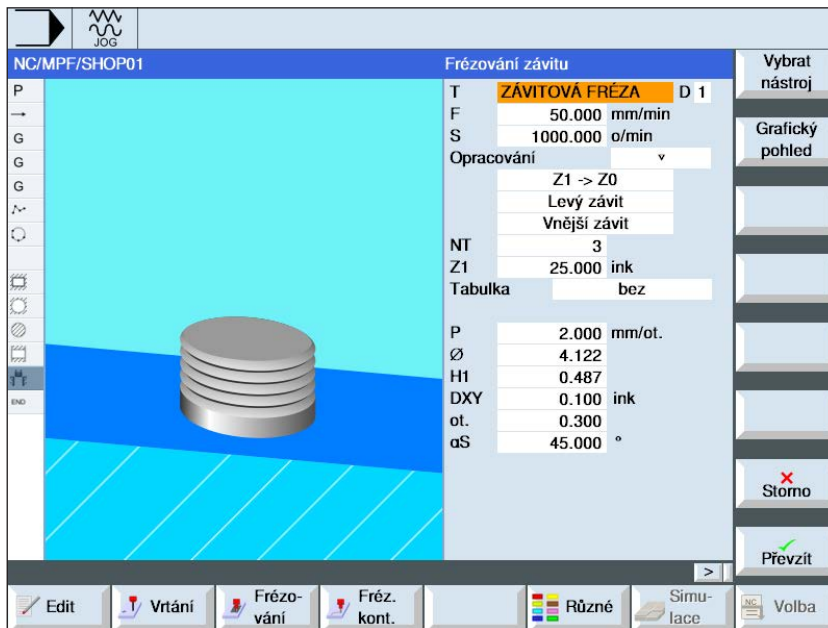 JOG
NC/MPF/SHOP01
Frézování závitu
P
G
G
G
END
T ZÁVITOVÁ FRÉZA D 1
F 50.000 mm/min
S 1000.000 o/min
Opracování ▿
Z1 -> Z0
Levý závit
Vnější závit
NT 3
Z1 25.000 ink
Tabulka bez
P 2.000 mm/ot.
Ø 4.122
H1 0.487
DXY 0.100 ink
ot. 0.300
αS 45.000 °
Vybrat
nástroj
Grafický
pohled
Storno
Převzít
>
Edit
Vrtání
Frézo-
vání
Fréz.
kont.
Různé
Simu-
lace
NC
Volba